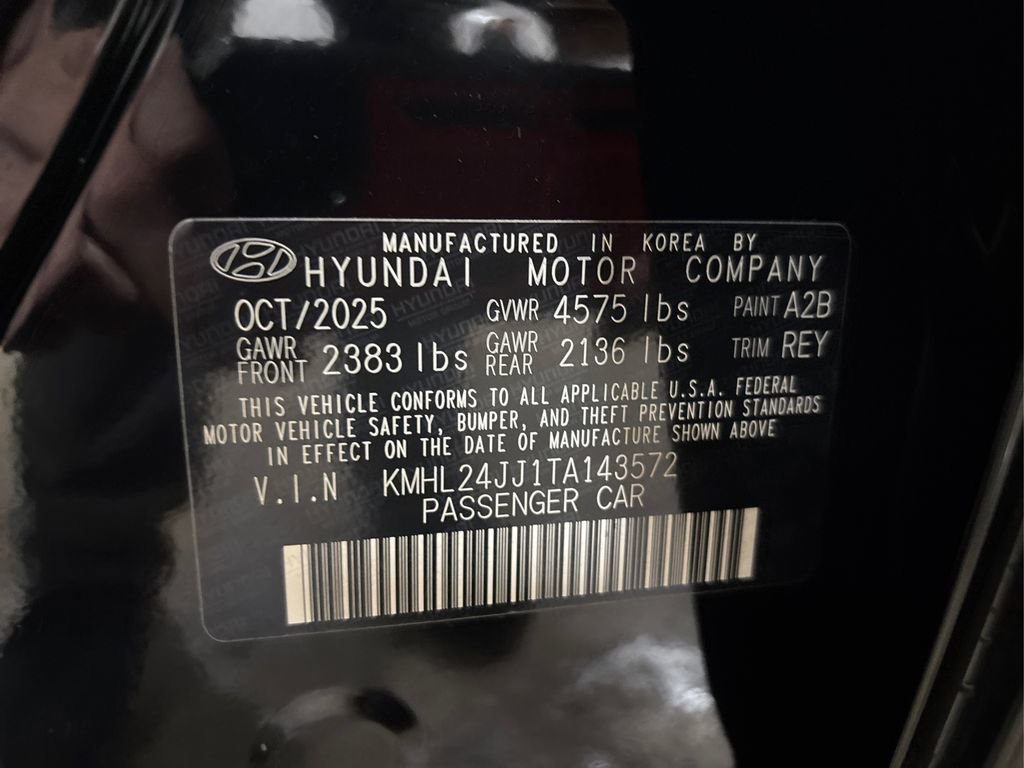 MANUFACTURED IN KOREA BY
HYUNDAI MOTOR COMPANY
OCT/2025 GVWR 4575 lbs PAINT A2B
GAWR FRONT 2383 lbs GAWR REAR 2136 lbs TRIM REY
THIS VEHICLE CONFORMS TO ALL APPLICABLE U.S.A. FEDERAL
MOTOR VEHICLE SAFETY, BUMPER, AND THEFT PREVENTION STANDARDS
IN EFFECT ON THE DATE OF MANUFACTURE SHOWN ABOVE
V.I.N KMHL24JJ1TA143572
PASSENGER CAR